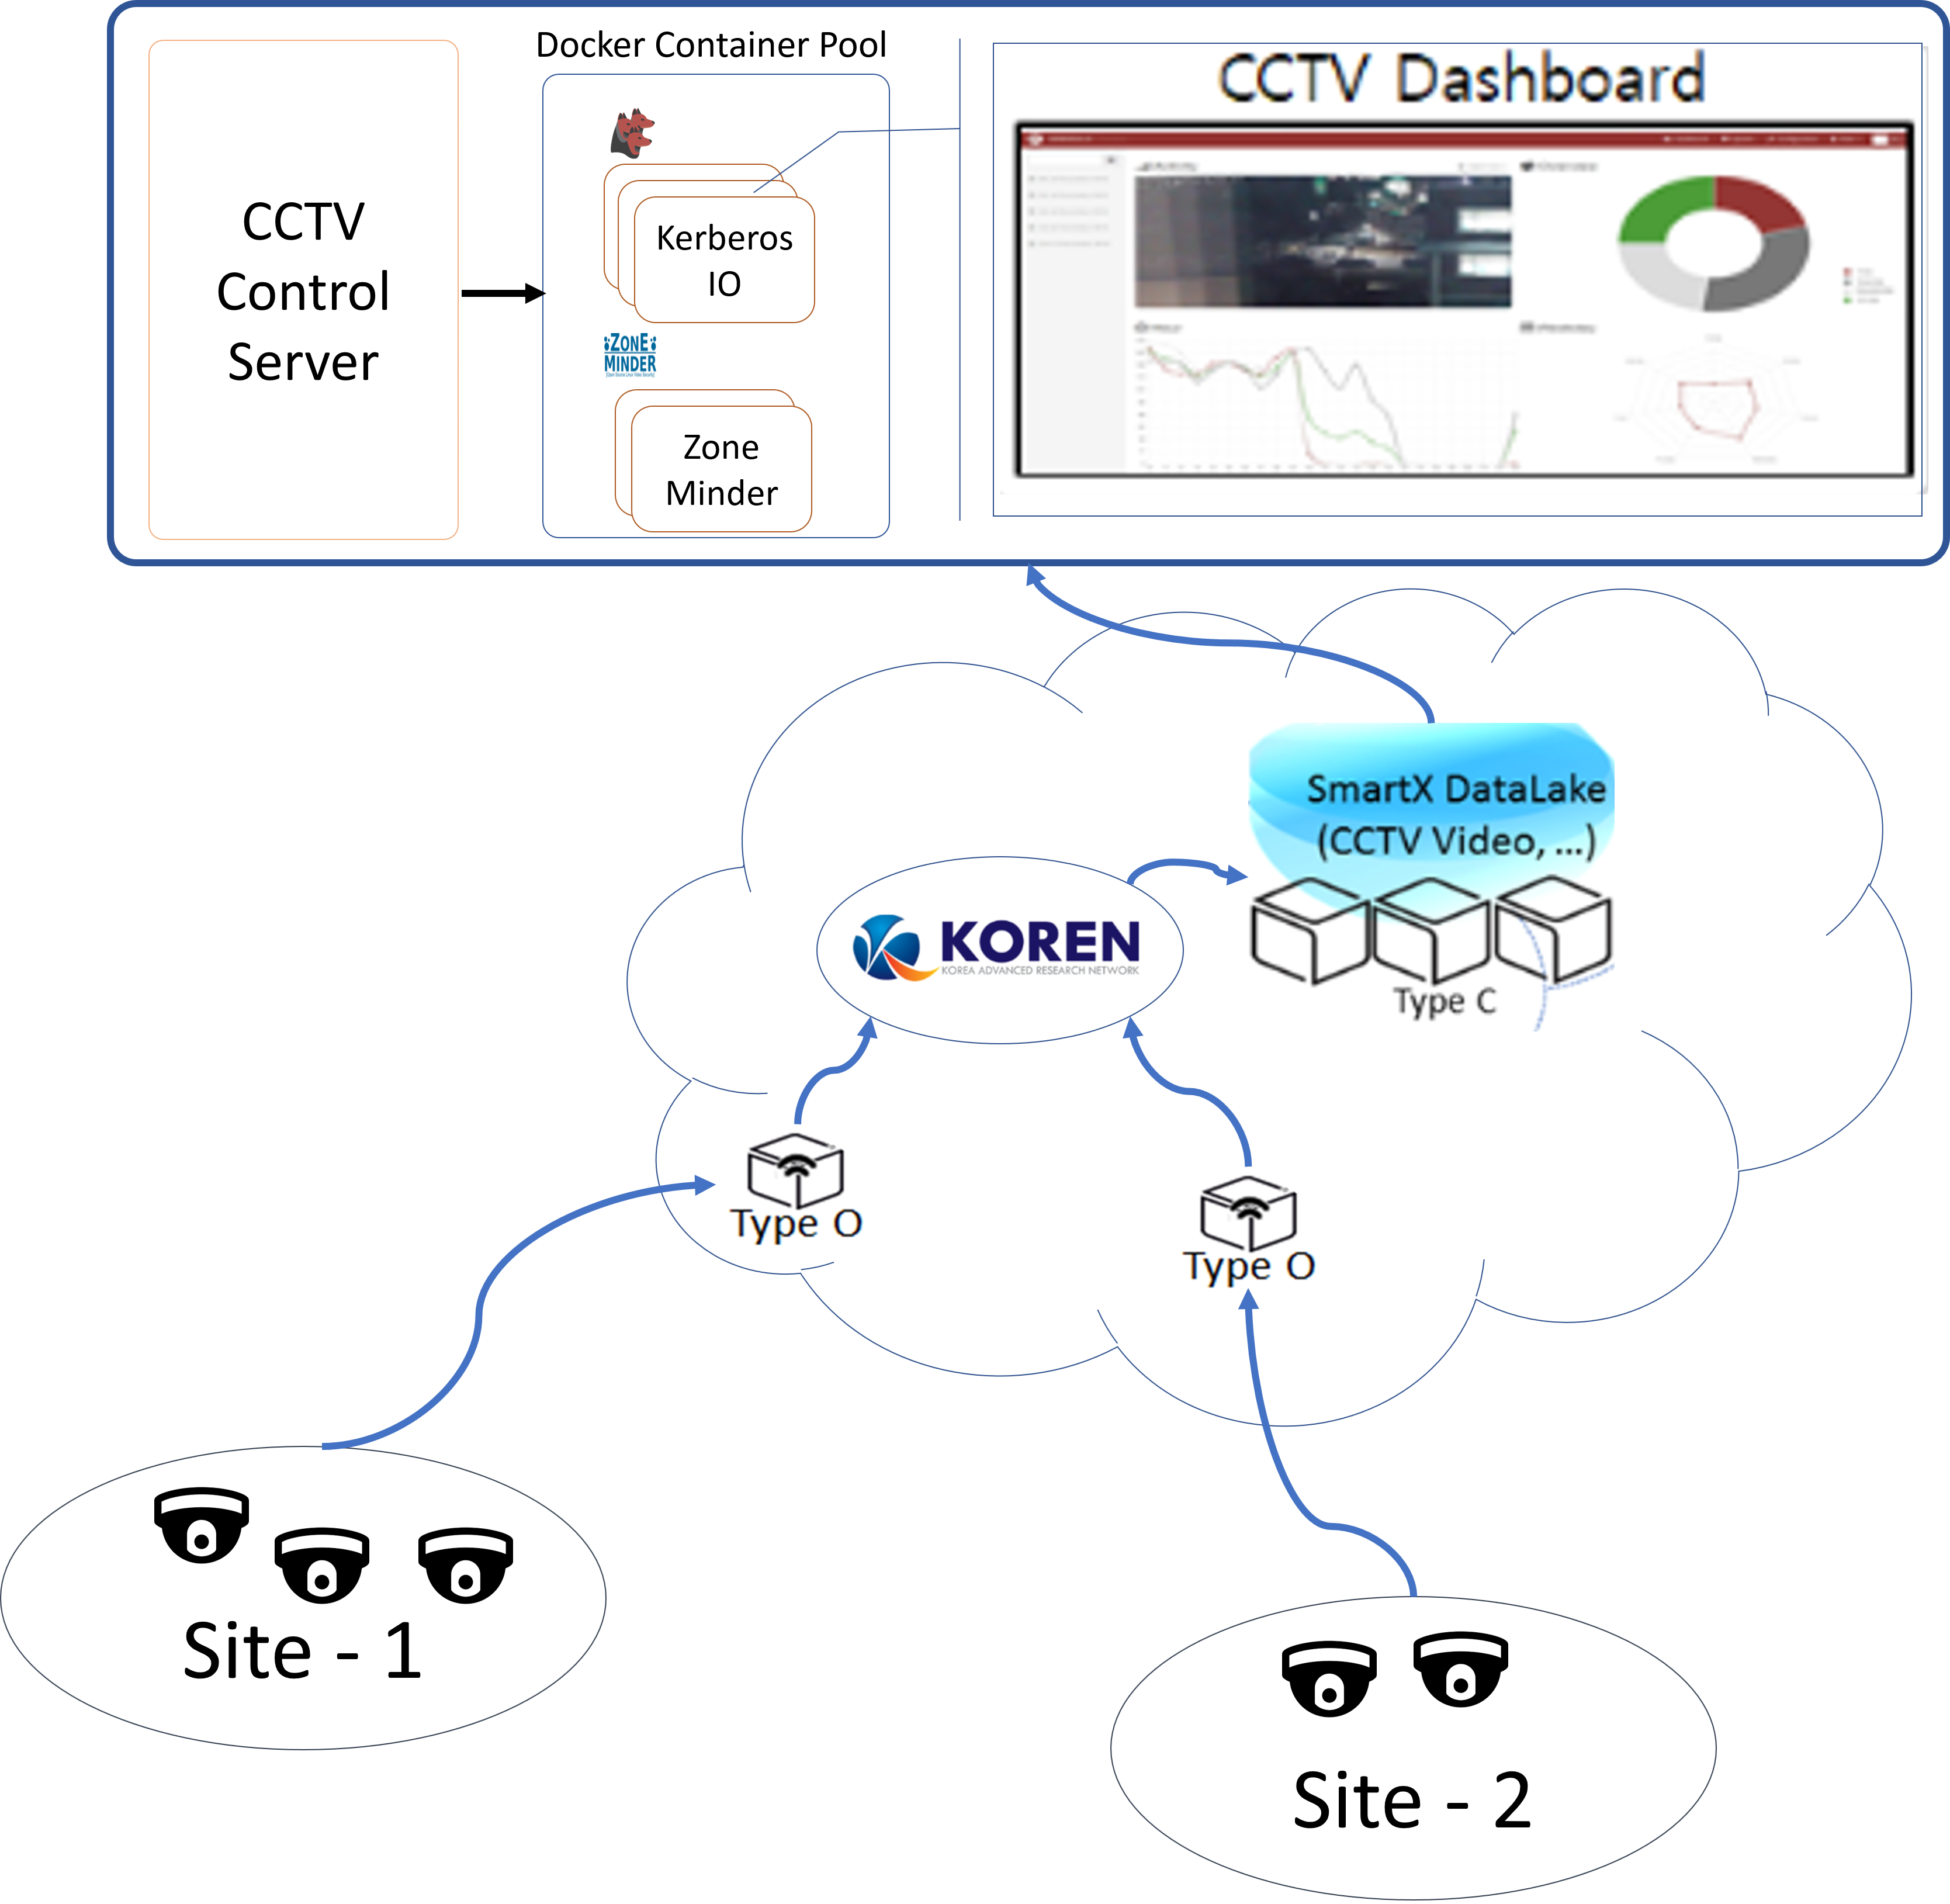 Docker Container Pool
CCTV
Control
Server
Kerberos
IO
ZONE
MINDER
Zone
Minder
CCTV Dashboard
SmartX DataLake
(CCTV Video, ...)
Type C
KOREN
KOREA ADVANCED RESEARCH NETWORK
Type O
Type O
Site - 1
Site - 2